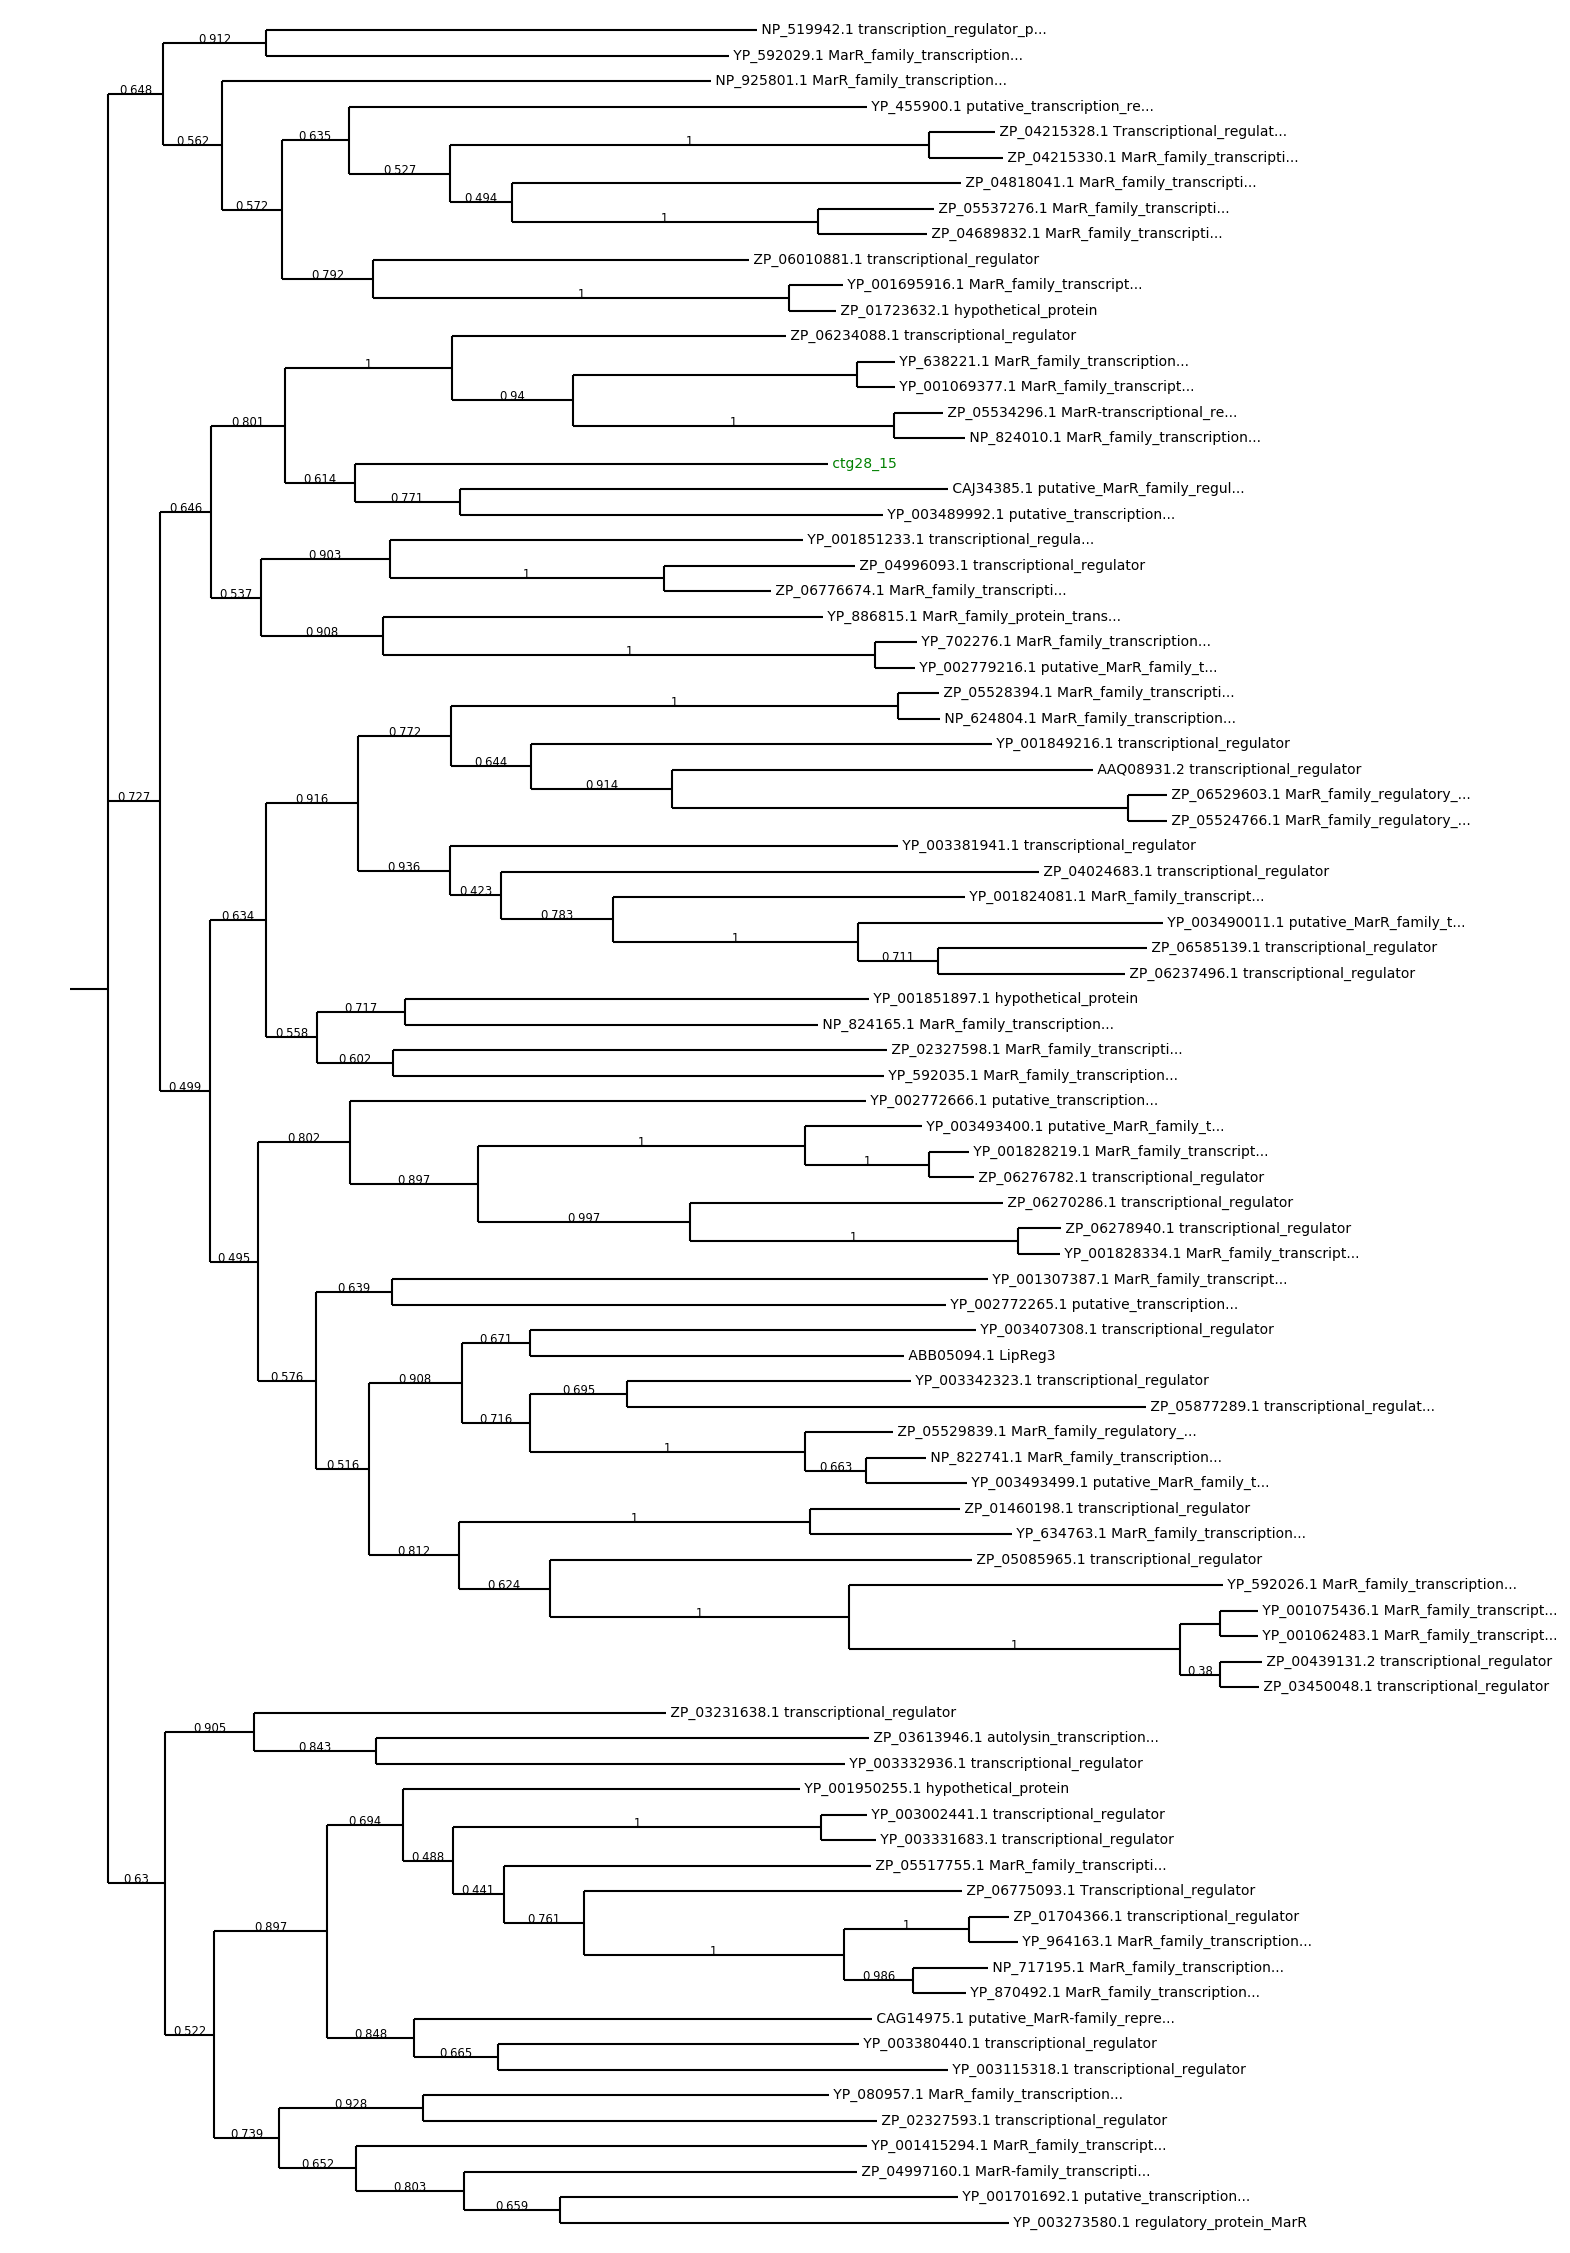 NP_519942.1 transcription_regulator_p...
0.912
YP_592029.1 MarR_family_transcription...
NP_925801.1 MarR_family_transcription...
0.648
YP_455900.1 putative_transcription_re...
ZP_04215328.1 Transcriptional_regulat...
0.635
0.562
1
ZP_04215330.1 MarR_family_transcripti...
0.527
ZP_04818041.1 MarR_family_transcripti...
0.494
0.572
ZP_05537276.1 MarR_family_transcripti...
1
ZP_04689832.1 MarR_family_transcripti...
ZP_06010881.1 transcriptional_regulator
0.792
YP_001695916.1 MarR_family_transcript...
1
ZP_01723632.1 hypothetical_protein
ZP_06234088.1 transcriptional_regulator
YP_638221.1 MarR_family_transcription...
1
YP_001069377.1 MarR_family_transcript...
0.94
ZP_05534296.1 MarR-transcriptional_re...
0.801
1
NP_824010.1 MarR_family_transcription...
ctg28_15
0.614
CAJ34385.1 putative_MarR_family_regul...
0.771
0.646
YP_003489992.1 putative_transcription...
YP_001851233.1 transcriptional_regula...
0.903
ZP_04996093.1 transcriptional_regulator
1
ZP_06776674.1 MarR_family_transcripti...
0.537
YP_886815.1 MarR_family_protein_trans...
0.908
YP_702276.1 MarR_family_transcription...
1
YP_002779216.1 putative_MarR_family_t...
ZP_05528394.1 MarR_family_transcripti...
1
NP_624804.1 MarR_family_transcription...
0.772
YP_001849216.1 transcriptional_regulator
0.644
AAQ08931.2 transcriptional_regulator
0.914
ZP_06529603.1 MarR_family_regulatory_...
0.727
0.916
ZP_05524766.1 MarR_family_regulatory_...
YP_003381941.1 transcriptional_regulator
0.936
ZP_04024683.1 transcriptional_regulator
0.423
YP_001824081.1 MarR_family_transcript...
0.634
0.783
YP_003490011.1 putative_MarR_family_t...
1
ZP_06585139.1 transcriptional_regulator
0.711
ZP_06237496.1 transcriptional_regulator
YP_001851897.1 hypothetical_protein
0.717
NP_824165.1 MarR_family_transcription...
0.558
ZP_02327598.1 MarR_family_transcripti...
0.602
YP_592035.1 MarR_family_transcription...
0.499
YP_002772666.1 putative_transcription...
YP_003493400.1 putative_MarR_family_t...
0.802
1
YP_001828219.1 MarR_family_transcript...
1
ZP_06276782.1 transcriptional_regulator
0.897
ZP_06270286.1 transcriptional_regulator
0.997
ZP_06278940.1 transcriptional_regulator
1
YP_001828334.1 MarR_family_transcript...
0.495
YP_001307387.1 MarR_family_transcript...
0.639
YP_002772265.1 putative_transcription...
YP_003407308.1 transcriptional_regulator
0.671
ABB05094.1 LipReg3
0.576
0.908
YP_003342323.1 transcriptional_regulator
0.695
ZP_05877289.1 transcriptional_regulat...
0.716
ZP_05529839.1 MarR_family_regulatory_...
1
NP_822741.1 MarR_family_transcription...
0.516
0.663
YP_003493499.1 putative_MarR_family_t...
ZP_01460198.1 transcriptional_regulator
1
YP_634763.1 MarR_family_transcription...
0.812
ZP_05085965.1 transcriptional_regulator
0.624
YP_592026.1 MarR_family_transcription...
1
YP_001075436.1 MarR_family_transcript...
YP_001062483.1 MarR_family_transcript...
1
ZP_00439131.2 transcriptional_regulator
0.38
ZP_03450048.1 transcriptional_regulator
ZP_03231638.1 transcriptional_regulator
0.905
ZP_03613946.1 autolysin_transcription...
0.843
YP_003332936.1 transcriptional_regulator
YP_001950255.1 hypothetical_protein
YP_003002441.1 transcriptional_regulator
0.694
1
YP_003331683.1 transcriptional_regulator
0.488
ZP_05517755.1 MarR_family_transcripti...
0.63
0.441
ZP_06775093.1 Transcriptional_regulator
0.761
ZP_01704366.1 transcriptional_regulator
0.897
1
YP_964163.1 MarR_family_transcription...
1
NP_717195.1 MarR_family_transcription...
0.986
YP_870492.1 MarR_family_transcription...
CAG14975.1 putative_MarR-family_repre...
0.522
0.848
YP_003380440.1 transcriptional_regulator
0.665
YP_003115318.1 transcriptional_regulator
YP_080957.1 MarR_family_transcription...
0.928
ZP_02327593.1 transcriptional_regulator
0.739
YP_001415294.1 MarR_family_transcript...
0.652
ZP_04997160.1 MarR-family_transcripti...
0.803
YP_001701692.1 putative_transcription...
0.659
YP_003273580.1 regulatory_protein_MarR